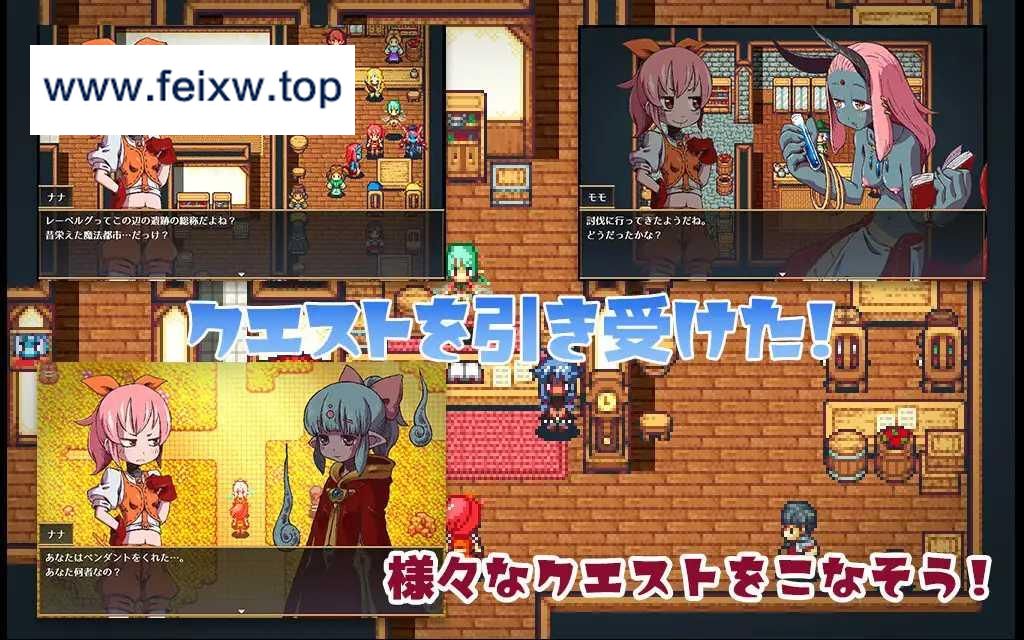 www.feixw.top
ナナ
レーベルグってこの辺の遺跡の総称だよね？
昔栄えた魔法都市…だっけ？
モモ
討伐に行ってきたようだね。
どうだったかな？
クエストを引き受けた！
ナナ
あなたはペンダントをくれた…。
あなた何者なの？
様々なクエストをこなそう！